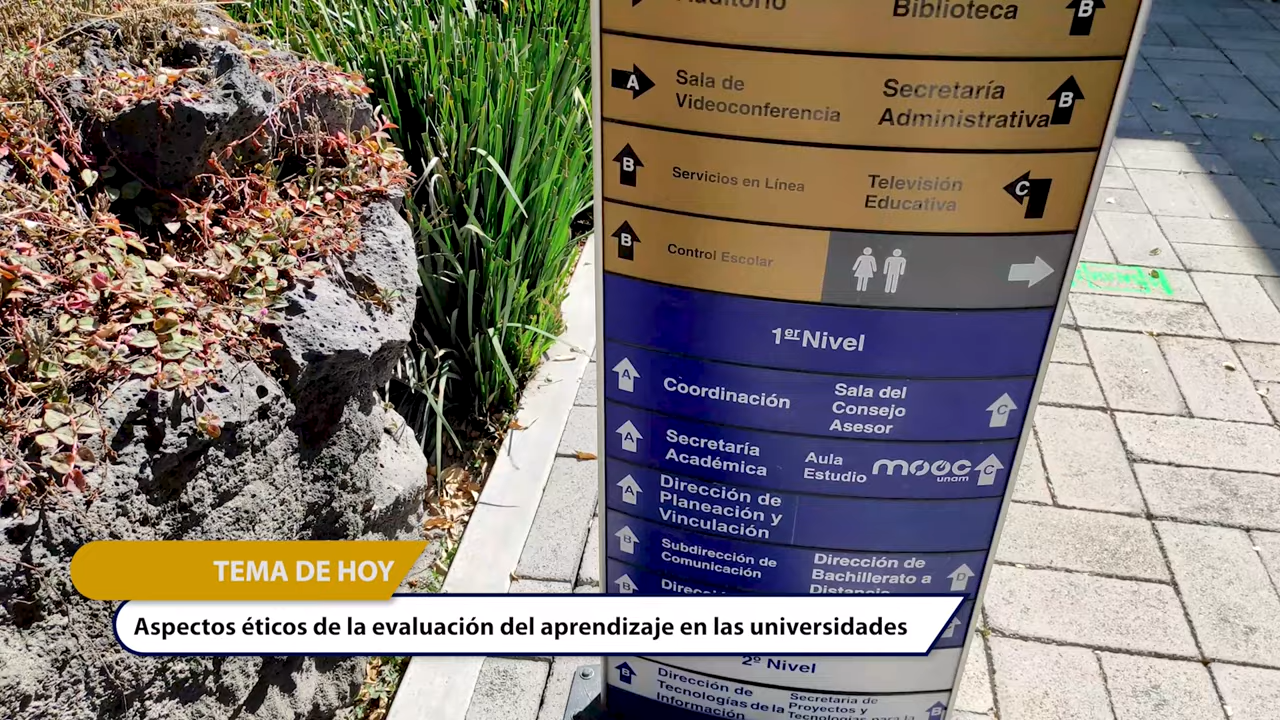 Auditorio
Biblioteca
B
A
Sala de
Videoconferencia
Secretaría
Administrativa
B
B
Servicios en Línea
Televisión
Educativa
C
B
Control Escolar
1er Nivel
A
Coordinación
Sala del
Consejo
Asesor
C
A
Secretaría
Académica
Aula
Estudio
mooc
unam
C
A
Dirección de
Planeación y
Vinculación
B
Subdirección de
Comunicación
Dirección de
Bachillerato a
Distancia
D
B
TEMA DE HOY
Aspectos éticos de la evaluación del aprendizaje en las universidades
2º Nivel
B
Dirección de
Tecnologías de la
Información
Secretaria de
Proyectos y
B